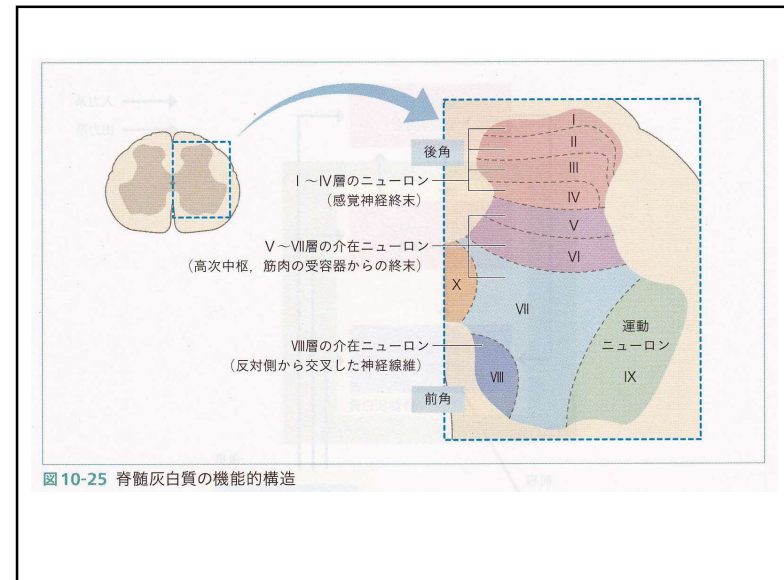 後角
Ⅰ～Ⅳ層のニューロン
(感覚神経終末)
Ⅴ～Ⅶ層の介在ニューロン
(高次中枢，筋肉の受容器からの終末)
Ⅷ層の介在ニューロン
(反対側から交叉した神経線維)
前角
Ⅰ
Ⅱ
Ⅲ
Ⅳ
Ⅴ
Ⅵ
Ⅹ
Ⅶ
運動
ニューロン
Ⅷ
Ⅸ
図10-25 脊髄灰白質の機能的構造